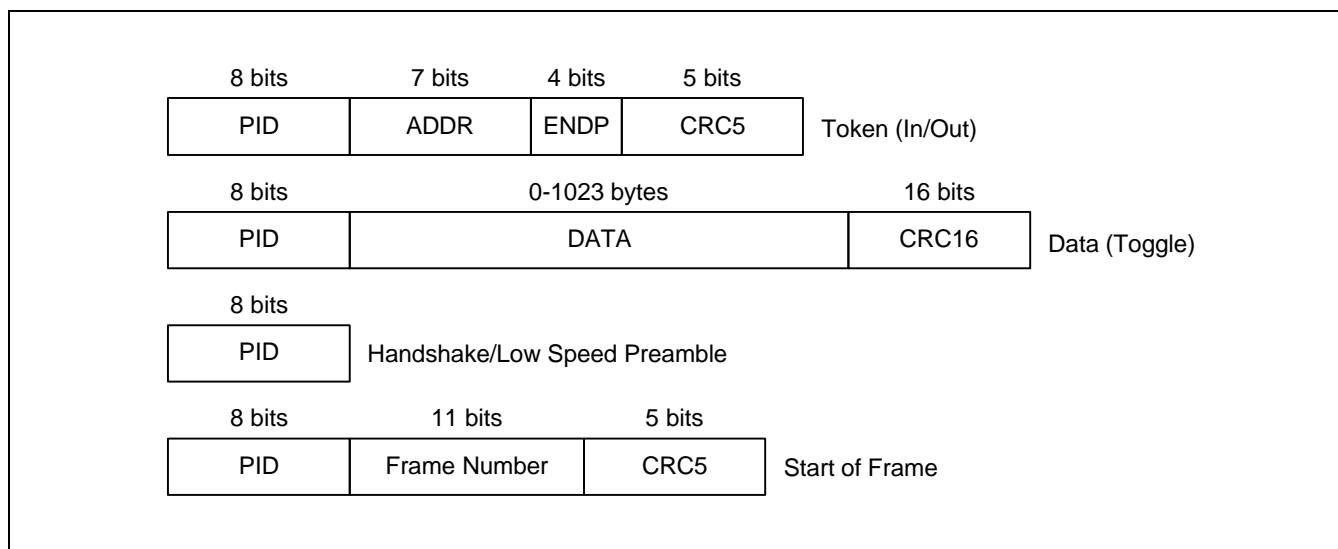 8 bits 7 bits 4 bits 5 bits
PID ADDR ENDP CRC5 Token (In/Out)
8 bits 0-1023 bytes 16 bits
PID DATA CRC16 Data (Toggle)
8 bits
PID Handshake/Low Speed Preamble
8 bits 11 bits 5 bits
PID Frame Number CRC5 Start of Frame